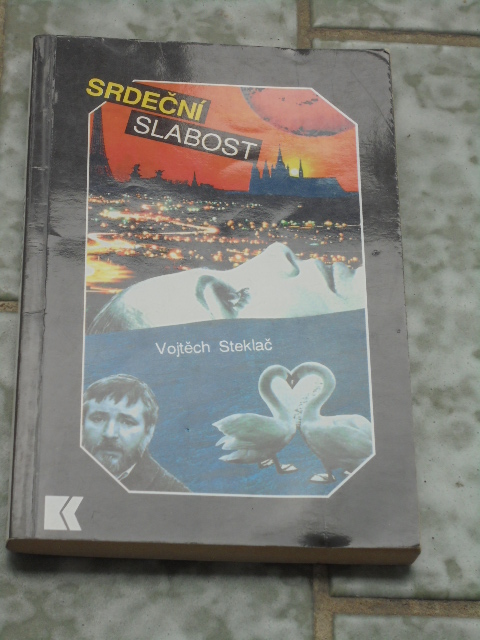 SRDEČNÍ
SLABOST
Vojtěch Steklač